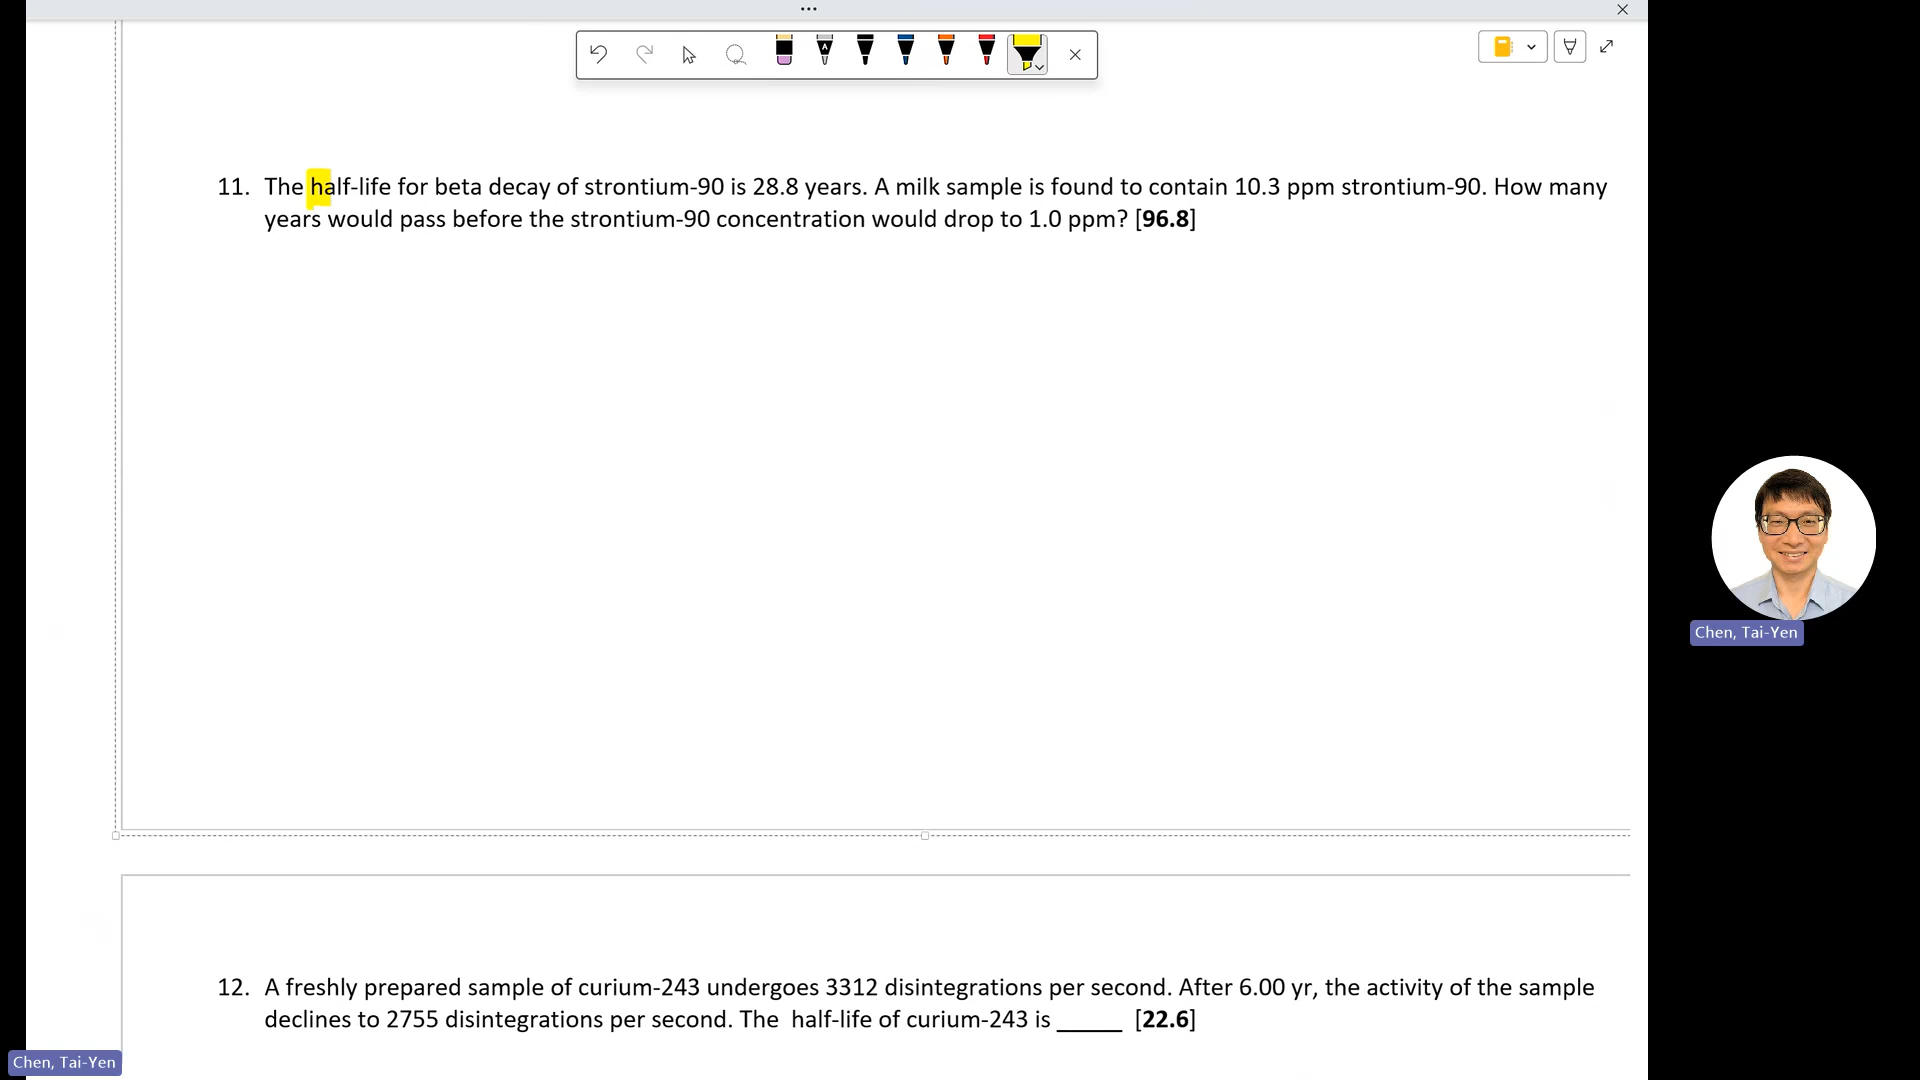 11. The half-life for beta decay of strontium-90 is 28.8 years. A milk sample is found to contain 10.3 ppm strontium-90. How many
years would pass before the strontium-90 concentration would drop to 1.0 ppm? [96.8]
Chen, Tai-Yen
12. A freshly prepared sample of curium-243 undergoes 3312 disintegrations per second. After 6.00 yr, the activity of the sample
declines to 2755 disintegrations per second. The half-life of curium-243 is ______ [22.6]
Chen, Tai-Yen